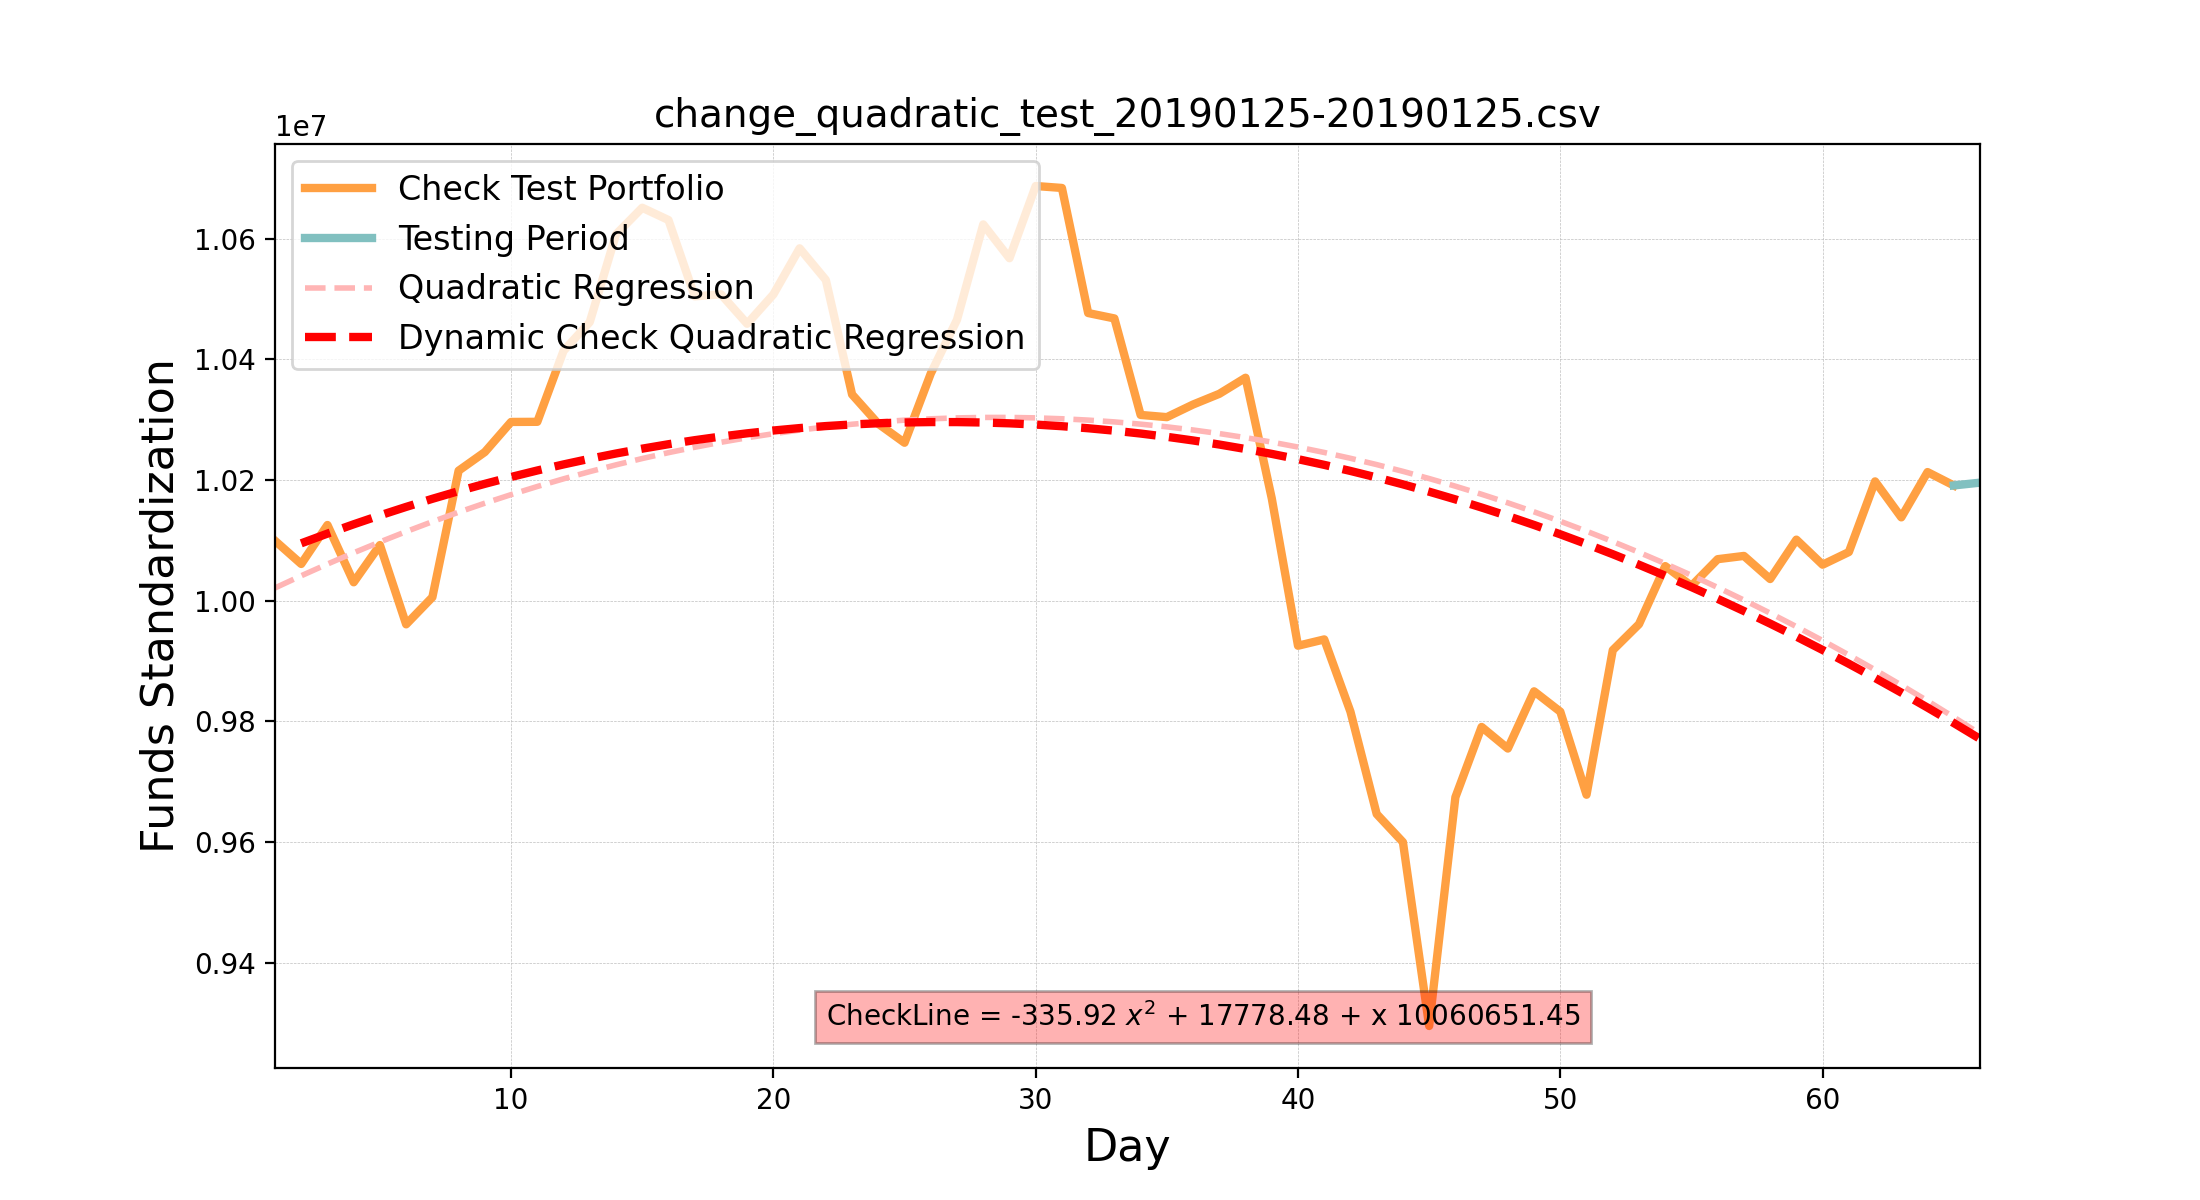 change_quadratic_test_20190125-20190125.csv
1e7
Check Test Portfolio
Testing Period
Quadratic Regression
Dynamic Check Quadratic Regression
1.06
1.04
1.02
1.00
0.98
0.96
0.94
Funds Standardization
CheckLine = -335.92 x² + 17778.48 + x 10060651.45
10 20 30 40 50 60
Day